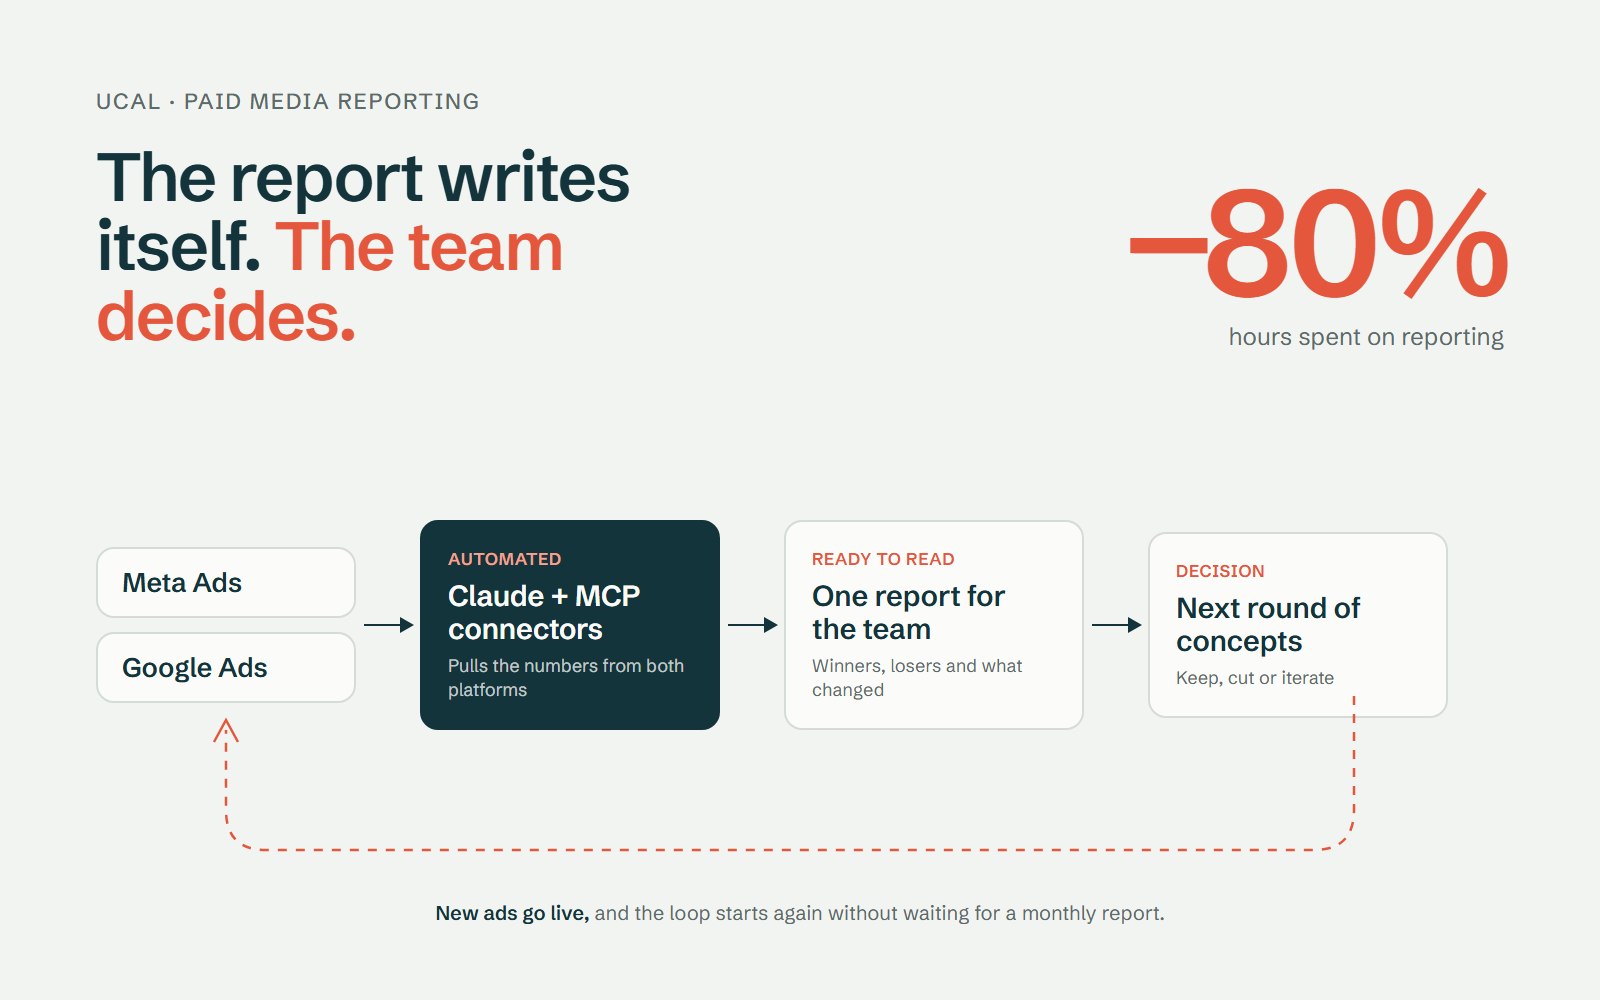 UCAL · PAID MEDIA REPORTING
The report writes
itself. The team
decides.
–80%
hours spent on reporting
Meta Ads
Google Ads
AUTOMATED
Claude + MCP
connectors
Pulls the numbers from both
platforms
READY TO READ
One report for
the team
Winners, losers and what
changed
DECISION
Next round of
concepts
Keep, cut or iterate
New ads go live, and the loop starts again without waiting for a monthly report.